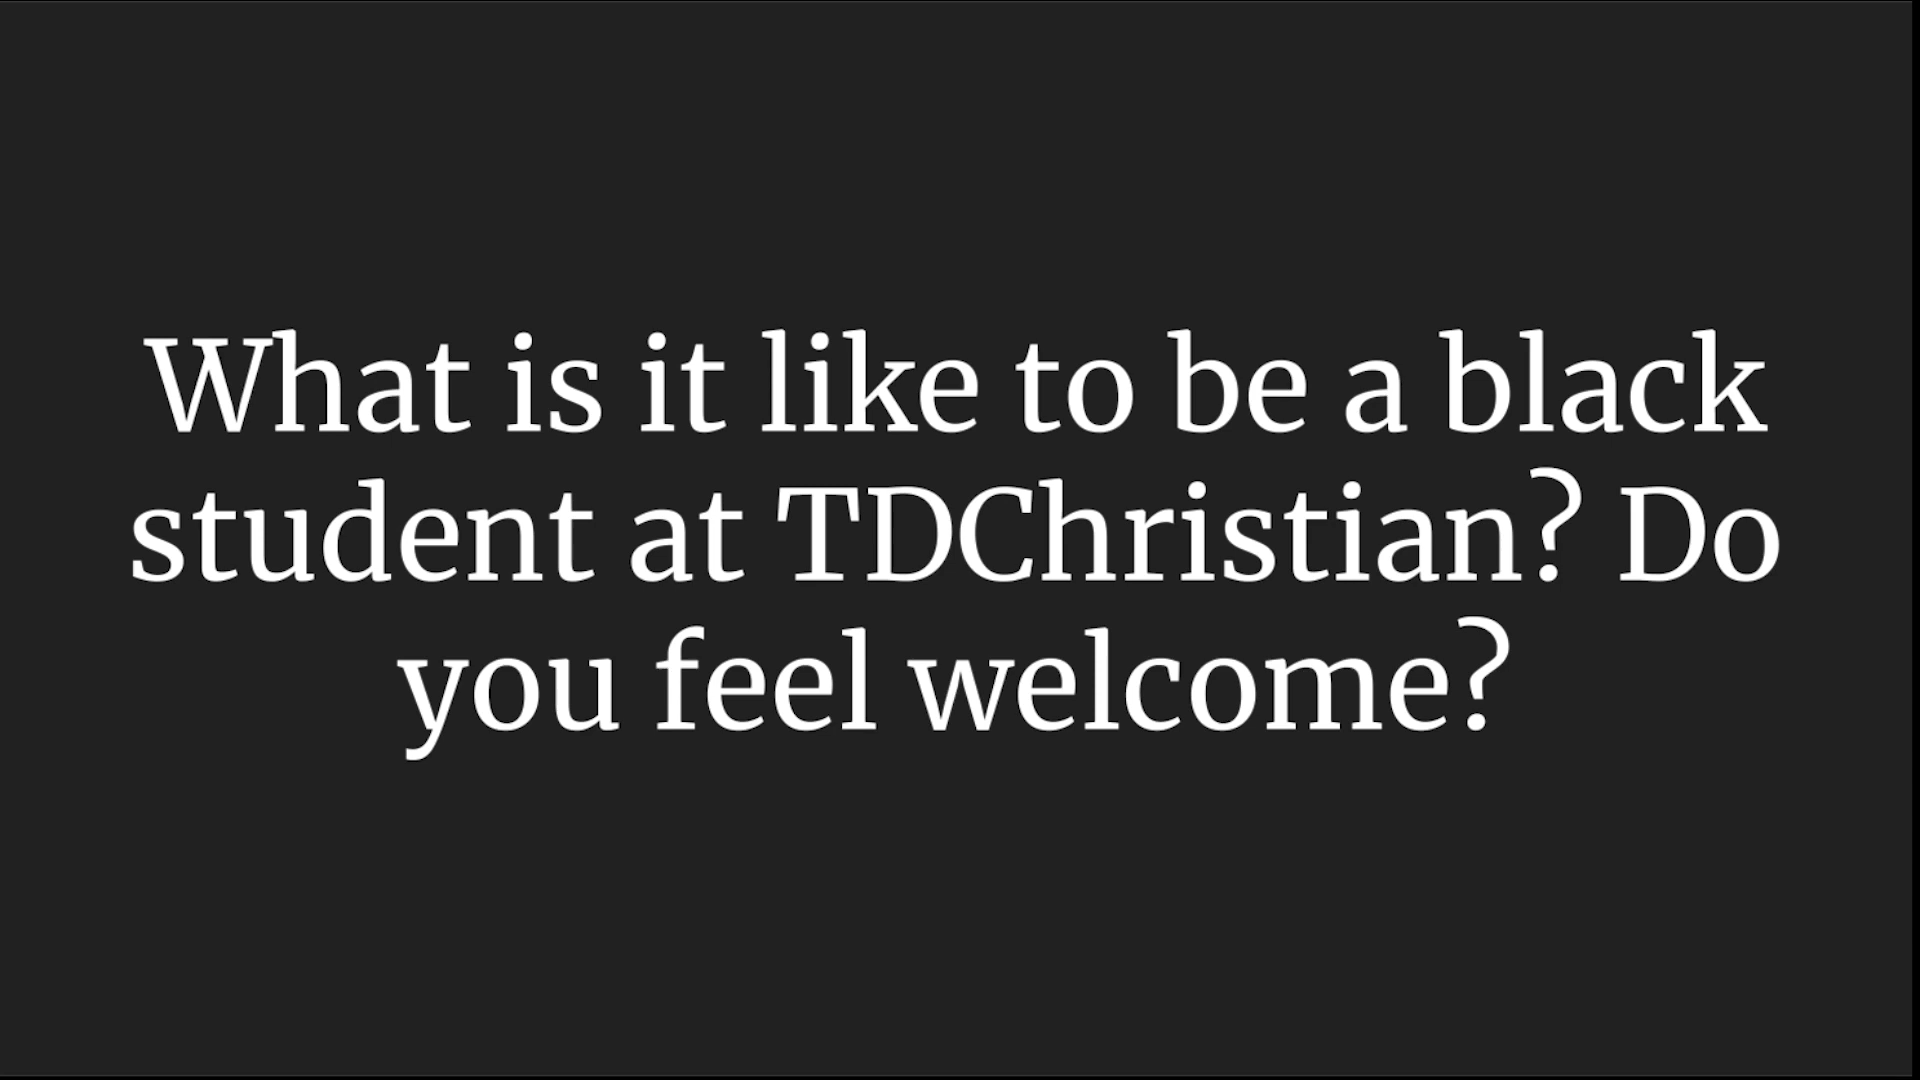 What is it like to be a black
student at TDChristian? Do
you feel welcome?